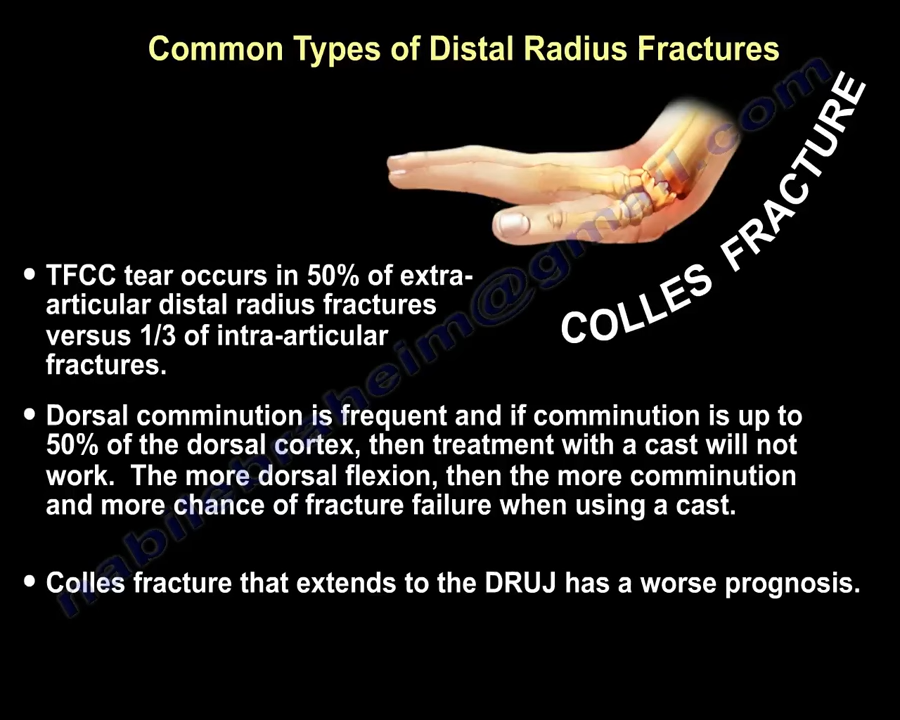 Common Types of Distal Radius Fractures
COLLES FRACTURE
• TFCC tear occurs in 50% of extra-
articular distal radius fractures
versus 1/3 of intra-articular
fractures.
• Dorsal comminution is frequent and if comminution is up to
50% of the dorsal cortex, then treatment with a cast will not
work. The more dorsal flexion, then the more comminution
and more chance of fracture failure when using a cast.
• Colles fracture that extends to the DRUJ has a worse prognosis.
nabilebraheim@gmail.com